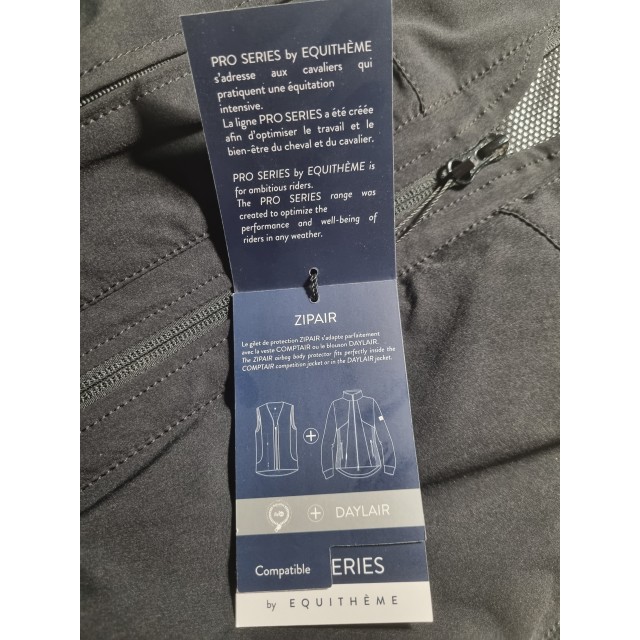 PRO SERIES by EQUITHÈME
s'adresse aux cavaliers qui
pratiquent une équitation
intensive.
La ligne PRO SERIES a été créée
afin d'optimiser le travail et le
bien-être du cheval et du cavalier.
PRO SERIES by EQUITHÈME is
for ambitious riders.
The PRO SERIES range was
created to optimize the
performance and well-being of
riders in any weather.
ZIPAIR
Le gilet de protection ZIPAIR s'adapte parfaitement
avec la veste COMPTAIR ou le blouson DAYLAIR.
The ZIPAIR airbag body protector fits perfectly inside the
COMPTAIR competition jacket or in the DAYLAIR jacket.
+
+ DAYLAIR
Compatible ERIES
by EQUITHÈME